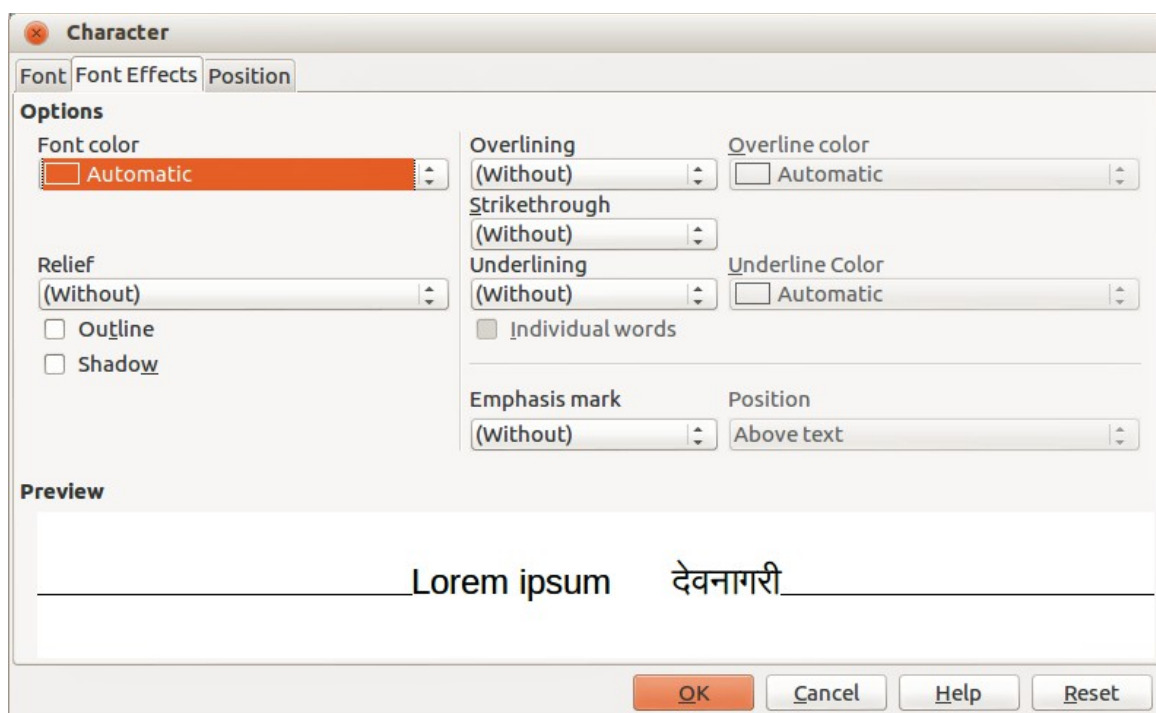 Character
Font Font Effects Position
Options
Font color
Automatic
Relief
(Without)
Outline
Shadow
Overlining Overline color
(Without) Automatic
Strikethrough
(Without)
Underlining Underline Color
(Without) Automatic
Individual words
Emphasis mark Position
(Without) Above text
Preview
Lorem ipsum देवनागरी
OK Cancel Help Reset